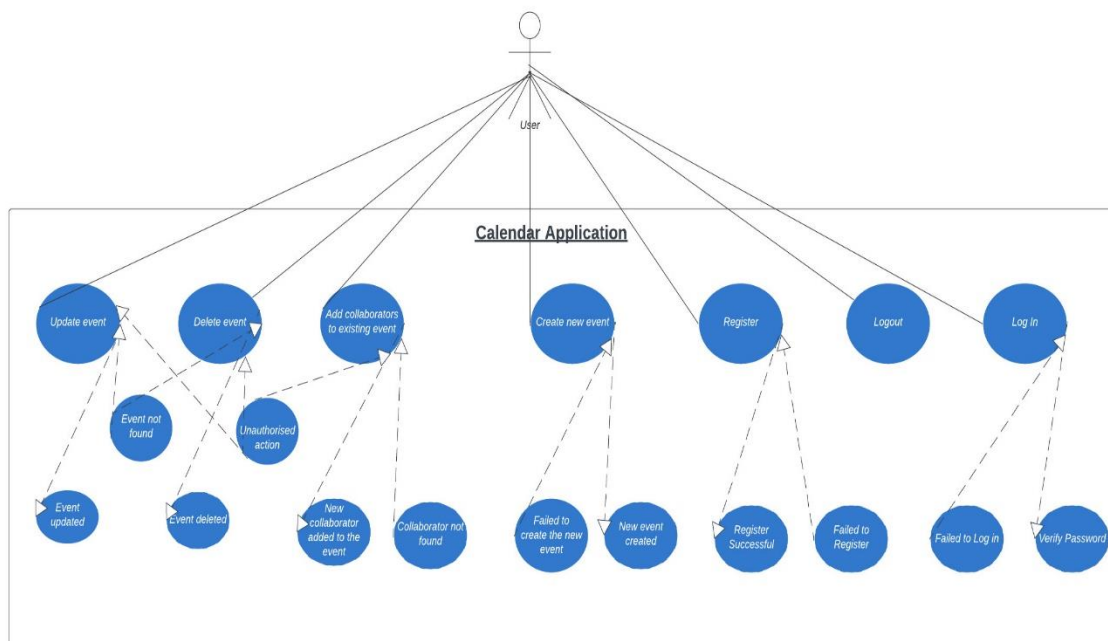 User
Calendar Application
Update event
Delete event
Add collaborators
to existing event
Create new event
Register
Logout
Log In
Event not
found
Unauthorised
action
Event
updated
Event deleted
New
collaborator
added to the
event
Collaborator not
found
Failed to
create the new
event
New event
created
Register
Successful
Failed to
Register
Failed to Log in
Verify Password